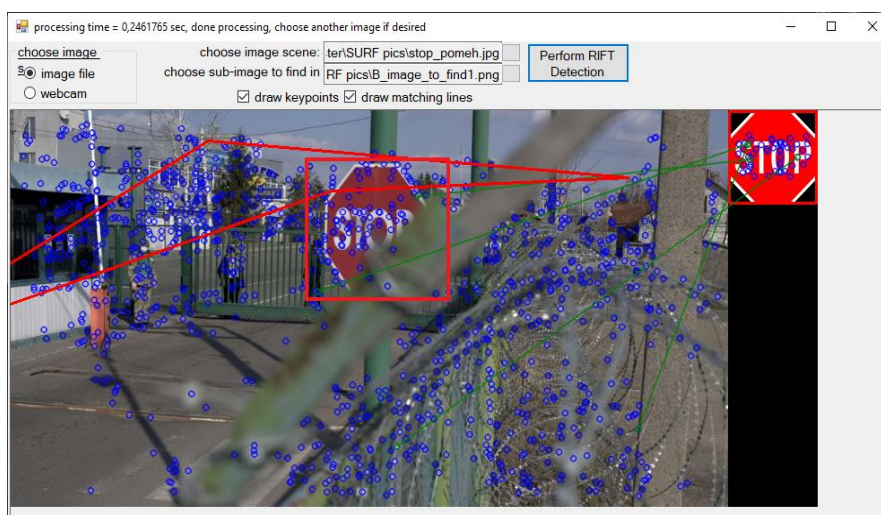 processing time = 0,2461765 sec, done processing, choose another image if desired
choose image s
image file
webcam
choose image scene: ter\SURF pics\stop_pomeh.jpg
choose sub-image to find in RF pics\B_image_to_find1.png
draw keypoints draw matching lines
Perform RIFT
Detection
STOP
STOP